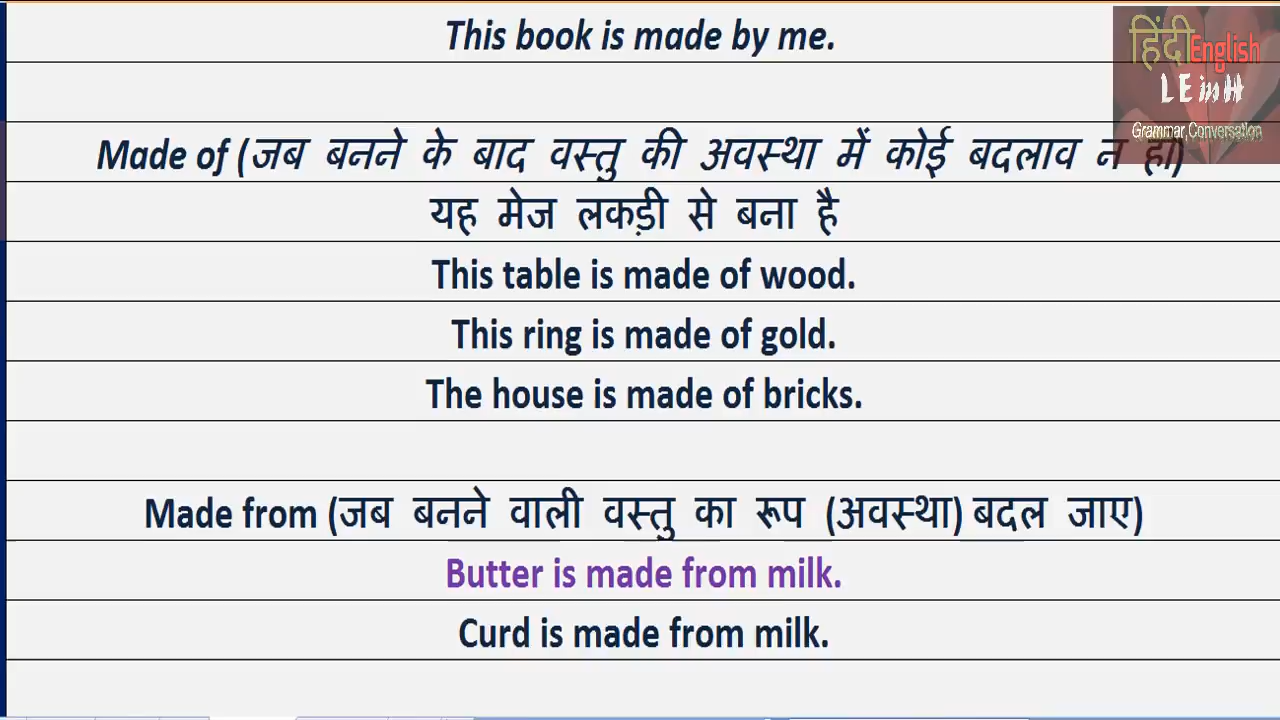 This book is made by me.
हिंदी English
LEinH
Grammar,Conversation
Made of (जब बनने के बाद वस्तु की अवस्था में कोई बदलाव न हो)
यह मेज लकड़ी से बना है
This table is made of wood.
This ring is made of gold.
The house is made of bricks.
Made from (जब बनने वाली वस्तु का रूप (अवस्था) बदल जाए)
Butter is made from milk.
Curd is made from milk.